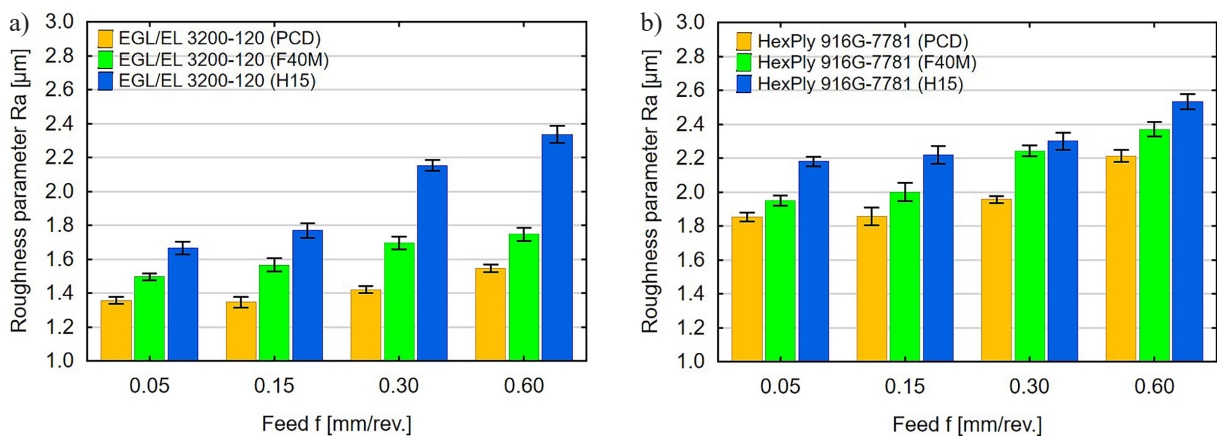 a)
Roughness parameter Ra [µm]
3.0
2.8
2.6
2.4
2.2
2.0
1.8
1.6
1.4
1.2
1.0
EGL/EL 3200-120 (PCD)
EGL/EL 3200-120 (F40M)
EGL/EL 3200-120 (H15)
0.05 0.15 0.30 0.60
Feed f [mm/rev.]
b)
Roughness parameter Ra [µm]
3.0
2.8
2.6
2.4
2.2
2.0
1.8
1.6
1.4
1.2
1.0
HexPly 916G-7781 (PCD)
HexPly 916G-7781 (F40M)
HexPly 916G-7781 (H15)
0.05 0.15 0.30 0.60
Feed f [mm/rev.]